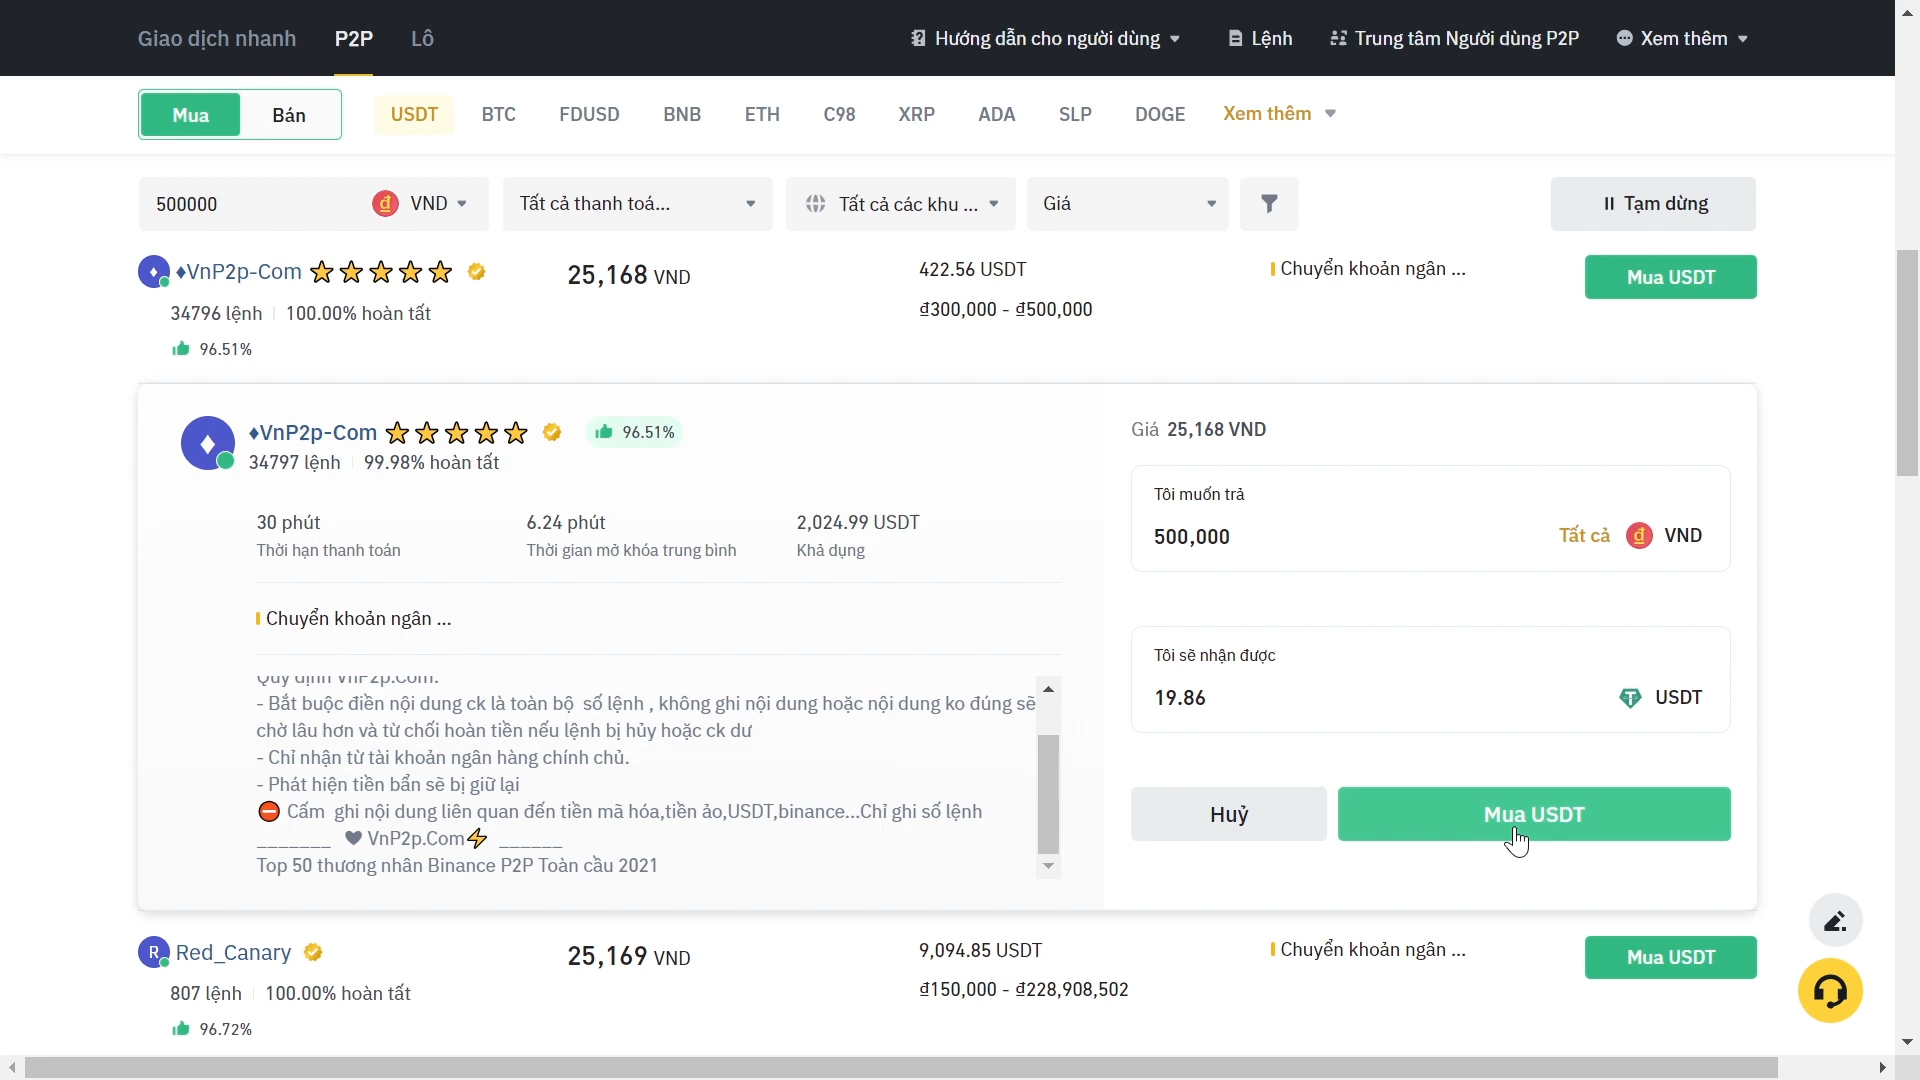 Giao dịch nhanh P2P Lô Hướng dẫn cho người dùng Lệnh Trung tâm Người dùng P2P Xem thêm
Mua Bán USDT BTC FDUSD BNB ETH C98 XRP ADA SLP DOGE Xem thêm
500000 đ VND Tất cả thanh toá... Tất cả các khu ... Giá Tạm dừng
♦VnP2p-Com 25,168 VND 422.56 USDT Chuyển khoản ngân ... Mua USDT
34796 lệnh 100.00% hoàn tất ₫300,000 - ₫500,000
96.51%
♦VnP2p-Com 96.51%
34797 lệnh 99.98% hoàn tất
30 phút 6.24 phút 2,024.99 USDT
Thời hạn thanh toán Thời gian mở khóa trung bình Khả dụng
Chuyển khoản ngân ...
Quy định VnP2p.Com:
- Bắt buộc điền nội dung ck là toàn bộ số lệnh , không ghi nội dung hoặc nội dung ko đúng sẽ
chờ lâu hơn và từ chối hoàn tiền nếu lệnh bị hủy hoặc ck dư
- Chỉ nhận từ tài khoản ngân hàng chính chủ.
- Phát hiện tiền bẩn sẽ bị giữ lại
⛔ Cấm ghi nội dung liên quan đến tiền mã hóa,tiền ảo,USDT,binance...Chỉ ghi số lệnh
_______ ♥ VnP2p.Com⚡ ______
Top 50 thương nhân Binance P2P Toàn cầu 2021
Giá 25,168 VND
Tôi muốn trả
500,000 Tất cả đ VND
Tôi sẽ nhận được
19.86 USDT
Huỷ Mua USDT
R Red_Canary 25,169 VND 9,094.85 USDT Chuyển khoản ngân ... Mua USDT
807 lệnh 100.00% hoàn tất ₫150,000 - ₫228,908,502
96.72%